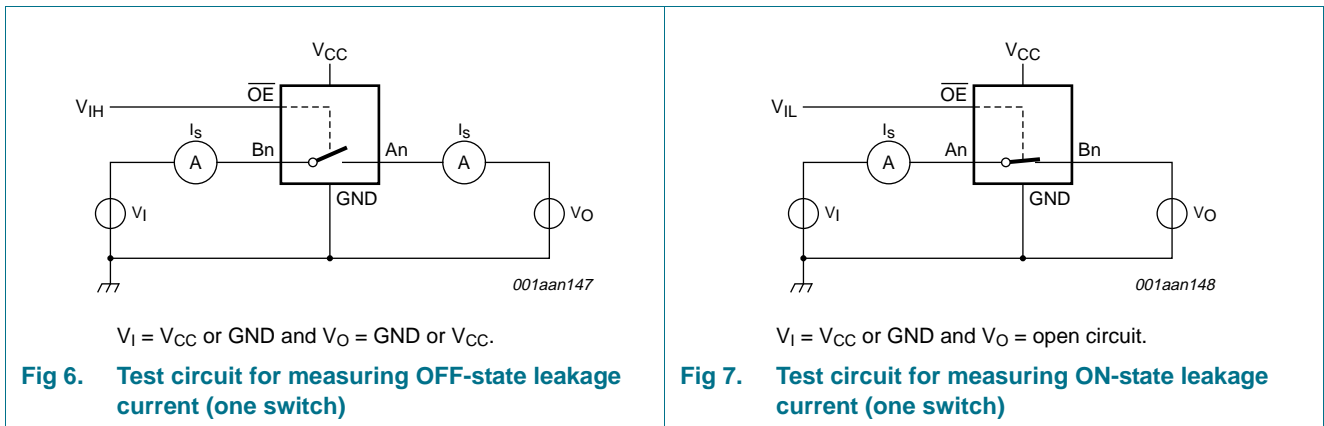 VCC
OE
VIH
IS
IS
Bn
An
A
A
GND
VI
VO
001aan147
VI = VCC or GND and VO = GND or VCC.
Fig 6. Test circuit for measuring OFF-state leakage
current (one switch)
VCC
OE
VIL
IS
An
Bn
A
GND
VI
VO
001aan148
VI = VCC or GND and VO = open circuit.
Fig 7. Test circuit for measuring ON-state leakage
current (one switch)